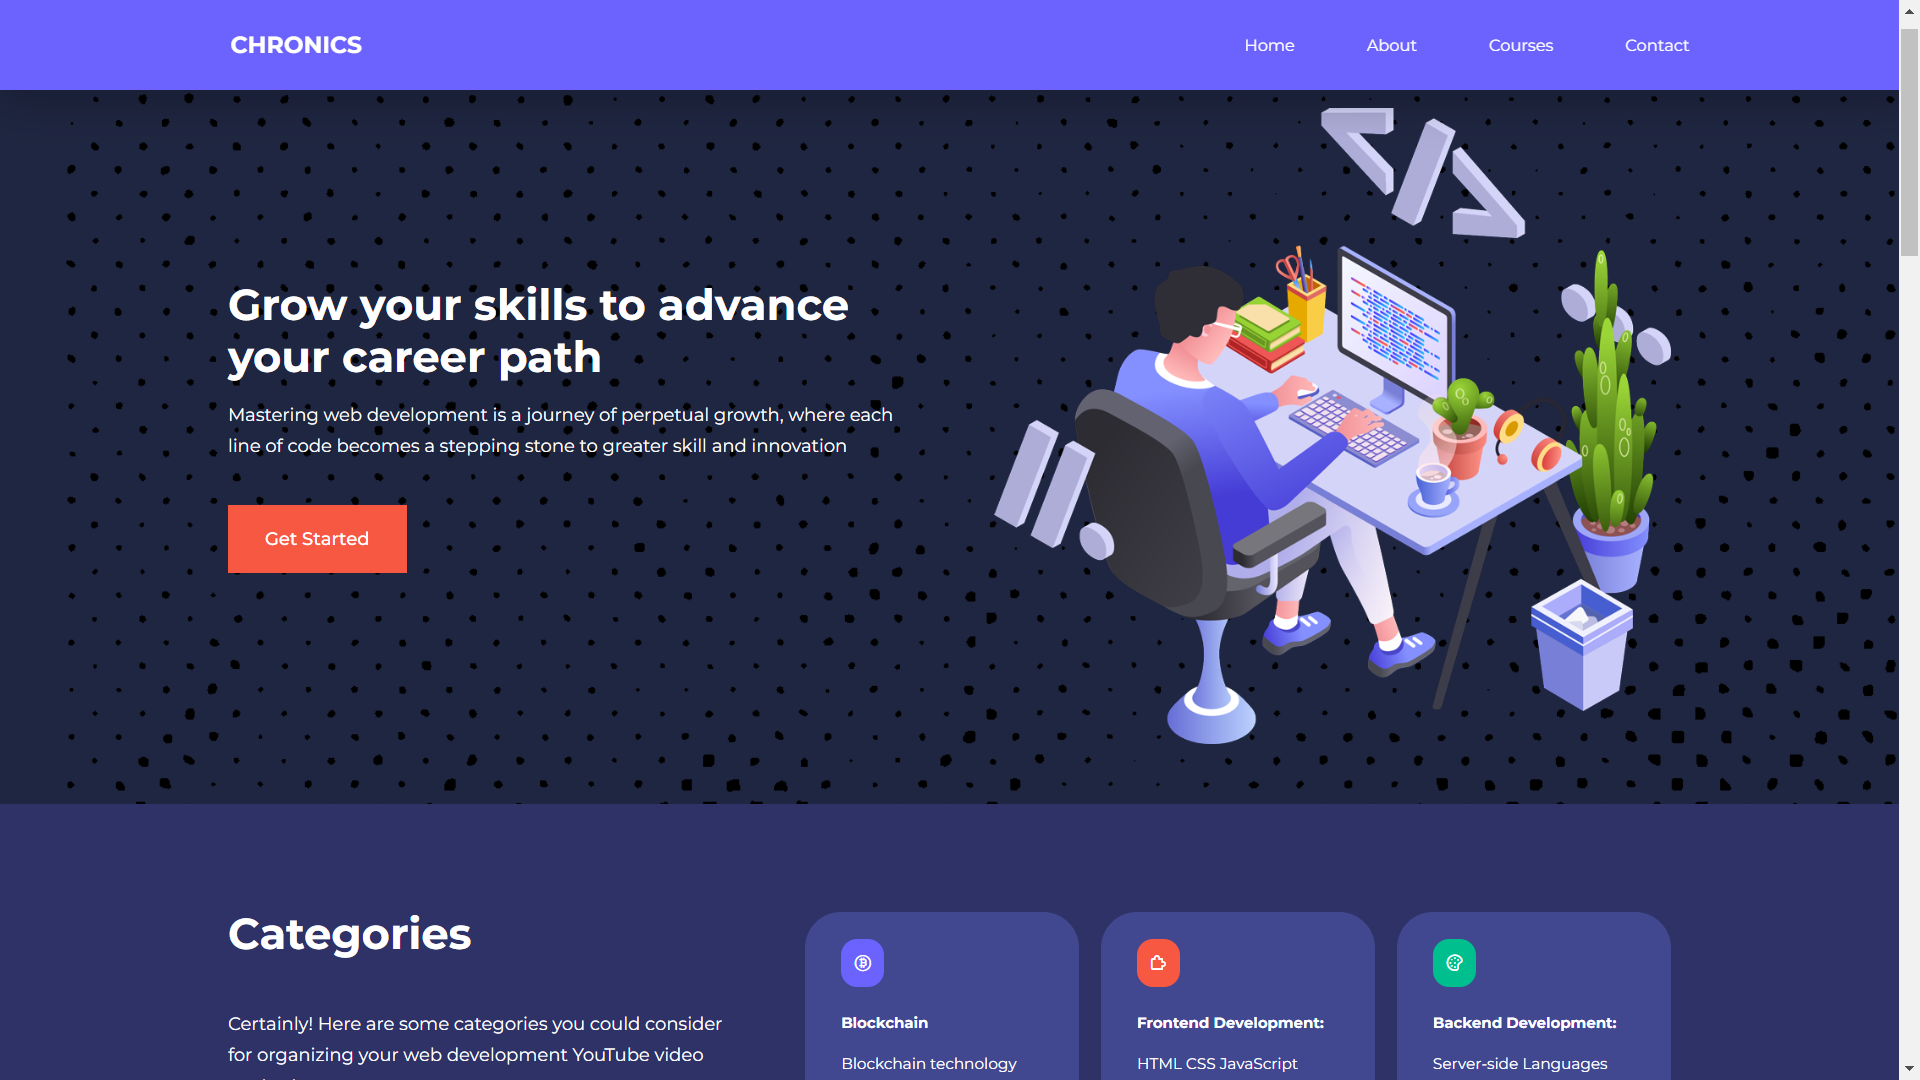 CHRONICS
Home
About
Courses
Contact
Grow your skills to advance
your career path
Mastering web development is a journey of perpetual growth, where each
line of code becomes a stepping stone to greater skill and innovation
Get Started
Categories
Certainly! Here are some categories you could consider
for organizing your web development YouTube video
Blockchain
Blockchain technology
Frontend Development:
HTML CSS JavaScript
Backend Development:
Server-side Languages